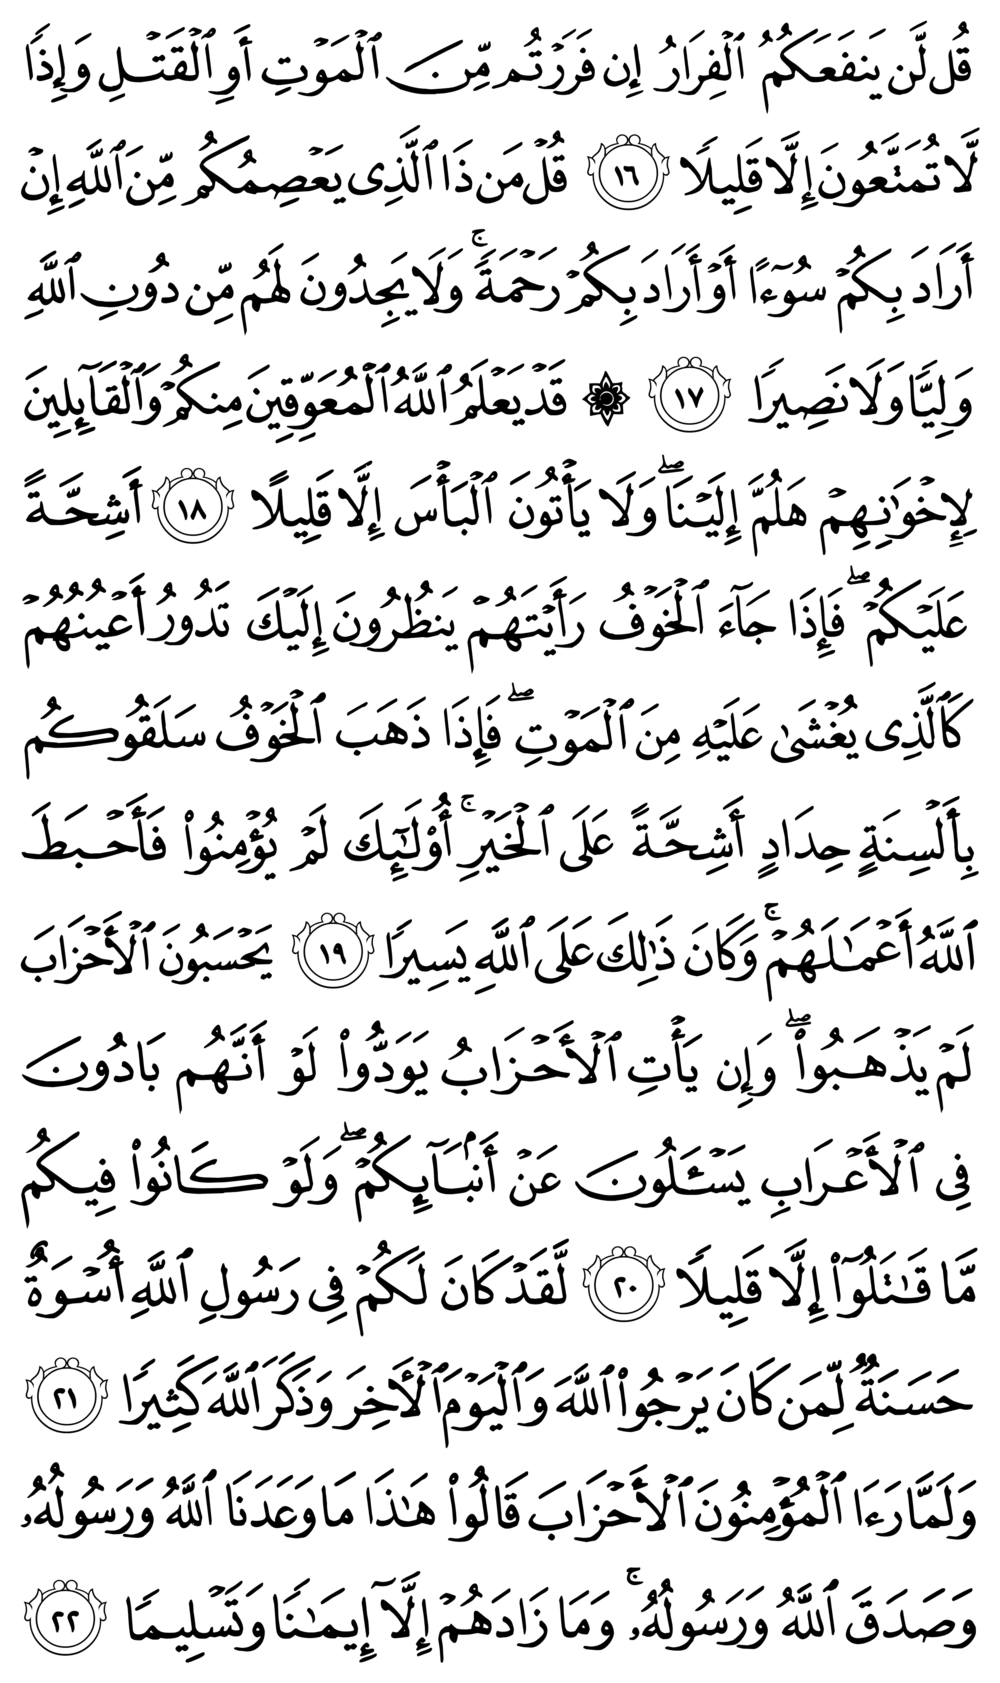 قُل لَّن يَنفَعَكُمُ ٱلْفِرَارُ إِن فَرَرْتُم مِّنَ ٱلْمَوْتِ أَوِ ٱلْقَتْلِ وَإِذًا
لَّا تُمَتَّعُونَ إِلَّا قَلِيلًا ١٦ قُلْ مَن ذَا ٱلَّذِى يَعْصِمُكُم مِّنَ ٱللَّهِ إِنْ
أَرَادَ بِكُمْ سُوٓءًا أَوْ أَرَادَ بِكُمْ رَحْمَةًۚ وَلَا يَجِدُونَ لَهُم مِّن دُونِ ٱللَّهِ
وَلِيًّا وَلَا نَصِيرًا ١٧ ۞ قَدْ يَعْلَمُ ٱللَّهُ ٱلْمُعَوِّقِينَ مِنكُمْ وَٱلْقَآئِلِينَ
لِإِخْوَٰنِهِمْ هَلُمَّ إِلَيْنَاۖ وَلَا يَأْتُونَ ٱلْبَأْسَ إِلَّا قَلِيلًا ١٨ أَشِحَّةً
عَلَيْكُمْۖ فَإِذَا جَآءَ ٱلْخَوْفُ رَأَيْتَهُمْ يَنظُرُونَ إِلَيْكَ تَدُورُ أَعْيُنُهُمْ
كَٱلَّذِى يُغْشَىٰ عَلَيْهِ مِنَ ٱلْمَوْتِۖ فَإِذَا ذَهَبَ ٱلْخَوْفُ سَلَقُوكُم
بِأَلْسِنَةٍ حِدَادٍ أَشِحَّةً عَلَى ٱلْخَيْرِۚ أُو۟لَٰٓئِكَ لَمْ يُؤْمِنُوا۟ فَأَحْبَطَ
ٱللَّهُ أَعْمَٰلَهُمْۚ وَكَانَ ذَٰلِكَ عَلَى ٱللَّهِ يَسِيرًا ١٩ يَحْسَبُونَ ٱلْأَحْزَابَ
لَمْ يَذْهَبُوا۟ۖ وَإِن يَأْتِ ٱلْأَحْزَابُ يَوَدُّوا۟ لَوْ أَنَّهُم بَادُونَ
فِى ٱلْأَعْرَابِ يَسْـَٔلُونَ عَنْ أَنۢبَآئِكُمْۖ وَلَوْ كَانُوا۟ فِيكُم
مَّا قَٰتَلُوٓا۟ إِلَّا قَلِيلًا ٢٠ لَّقَدْ كَانَ لَكُمْ فِى رَسُولِ ٱللَّهِ أُسْوَةٌ
حَسَنَةٌ لِّمَن كَانَ يَرْجُوا۟ ٱللَّهَ وَٱلْيَوْمَ ٱلْأَخِرَ وَذَكَرَ ٱللَّهَ كَثِيرًا ٢١
وَلَمَّا رَءَا ٱلْمُؤْمِنُونَ ٱلْأَحْزَابَ قَالُوا۟ هَٰذَا مَا وَعَدَنَا ٱللَّهُ وَرَسُولُهُۥ
وَصَدَقَ ٱللَّهُ وَرَسُولُهُۥۚ وَمَا زَادَهُمْ إِلَّآ إِيمَٰنًا وَتَسْلِيمًا ٢٢